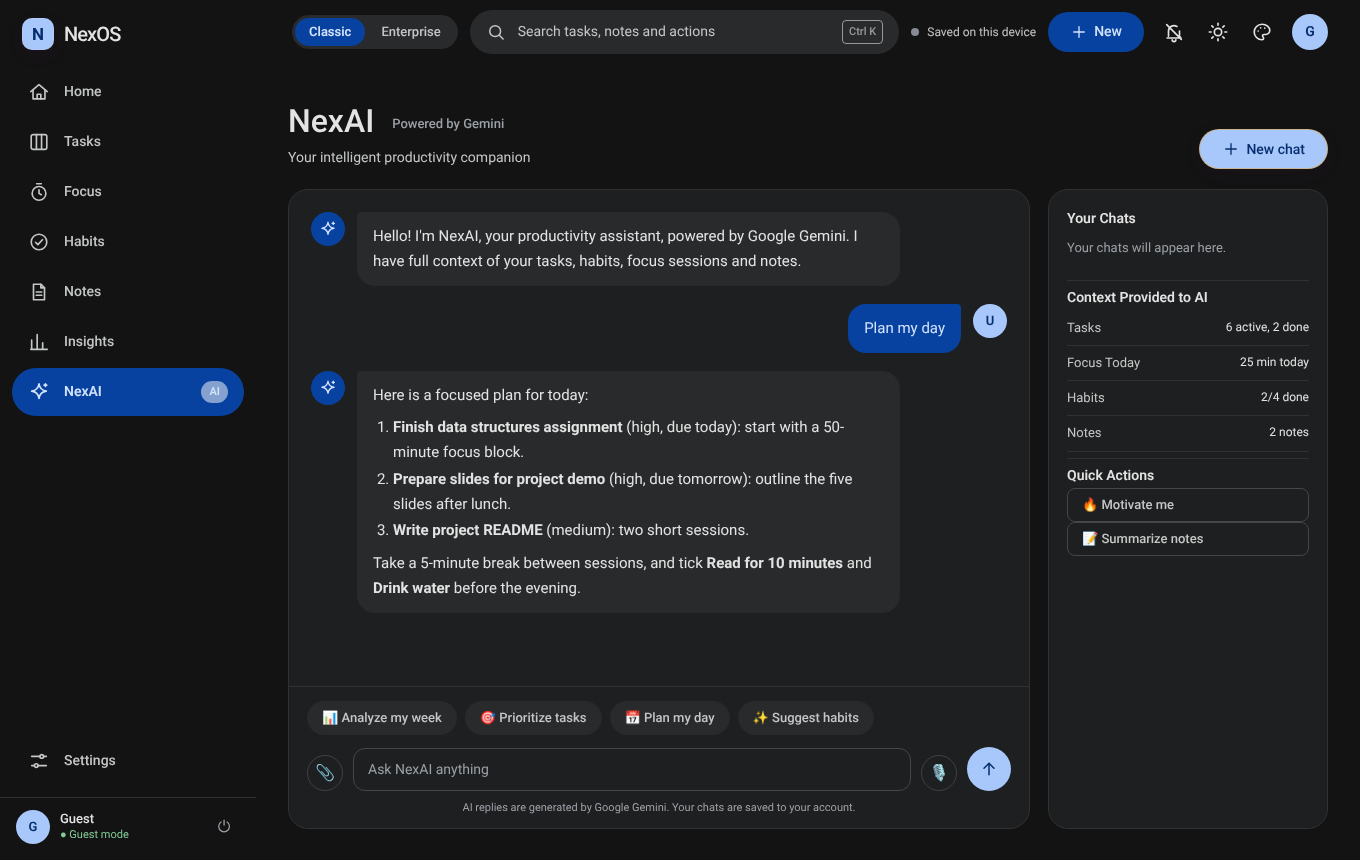 N NexOS
Classic Enterprise
Search tasks, notes and actions Ctrl K
Saved on this device
New
G
Home
Tasks
Focus
Habits
Notes
Insights
NexAI AI
Settings
G Guest
● Guest mode
NexAI Powered by Gemini
Your intelligent productivity companion
New chat
Hello! I'm NexAI, your productivity assistant, powered by Google Gemini. I
have full context of your tasks, habits, focus sessions and notes.
Plan my day U
Here is a focused plan for today:
1. Finish data structures assignment (high, due today): start with a 50-
minute focus block.
2. Prepare slides for project demo (high, due tomorrow): outline the five
slides after lunch.
3. Write project README (medium): two short sessions.
Take a 5-minute break between sessions, and tick Read for 10 minutes and
Drink water before the evening.
📊 Analyze my week 🎯 Prioritize tasks 📅 Plan my day ✨ Suggest habits
Ask NexAI anything
AI replies are generated by Google Gemini. Your chats are saved to your account.
Your Chats
Your chats will appear here.
Context Provided to AI
Tasks 6 active, 2 done
Focus Today 25 min today
Habits 2/4 done
Notes 2 notes
Quick Actions
🔥 Motivate me
📝 Summarize notes